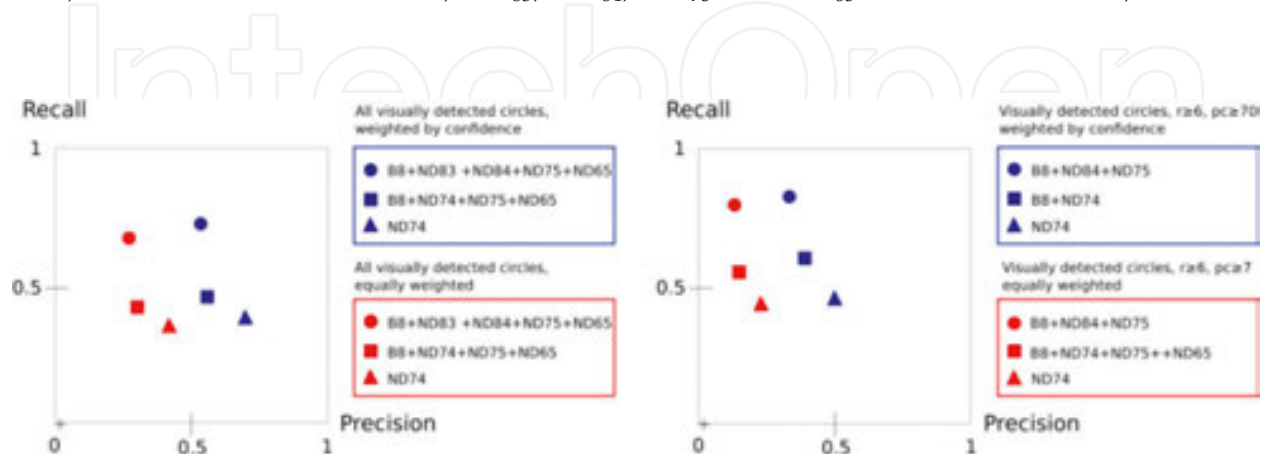 IntechOpen
Recall
1
0.5
0
0.5
1
Precision
All visually detected circles,
weighted by confidence
B8+ND83 +ND84+ND75+ND65
B8+ND74+ND75+ND65
ND74
All visually detected circles,
equally weighted
B8+ND83 +ND84+ND75+ND65
B8+ND74+ND75+ND65
ND74
Recall
1
0.5
0
0.5
1
Precision
Visually detected circles, r≥6, pc≥70
weighted by confidence
B8+ND84+ND75
B8+ND74
ND74
Visually detected circles, r≥6, pc≥7
equally weighted
B8+ND84+ND75
B8+ND74+ND75++ND65
ND74